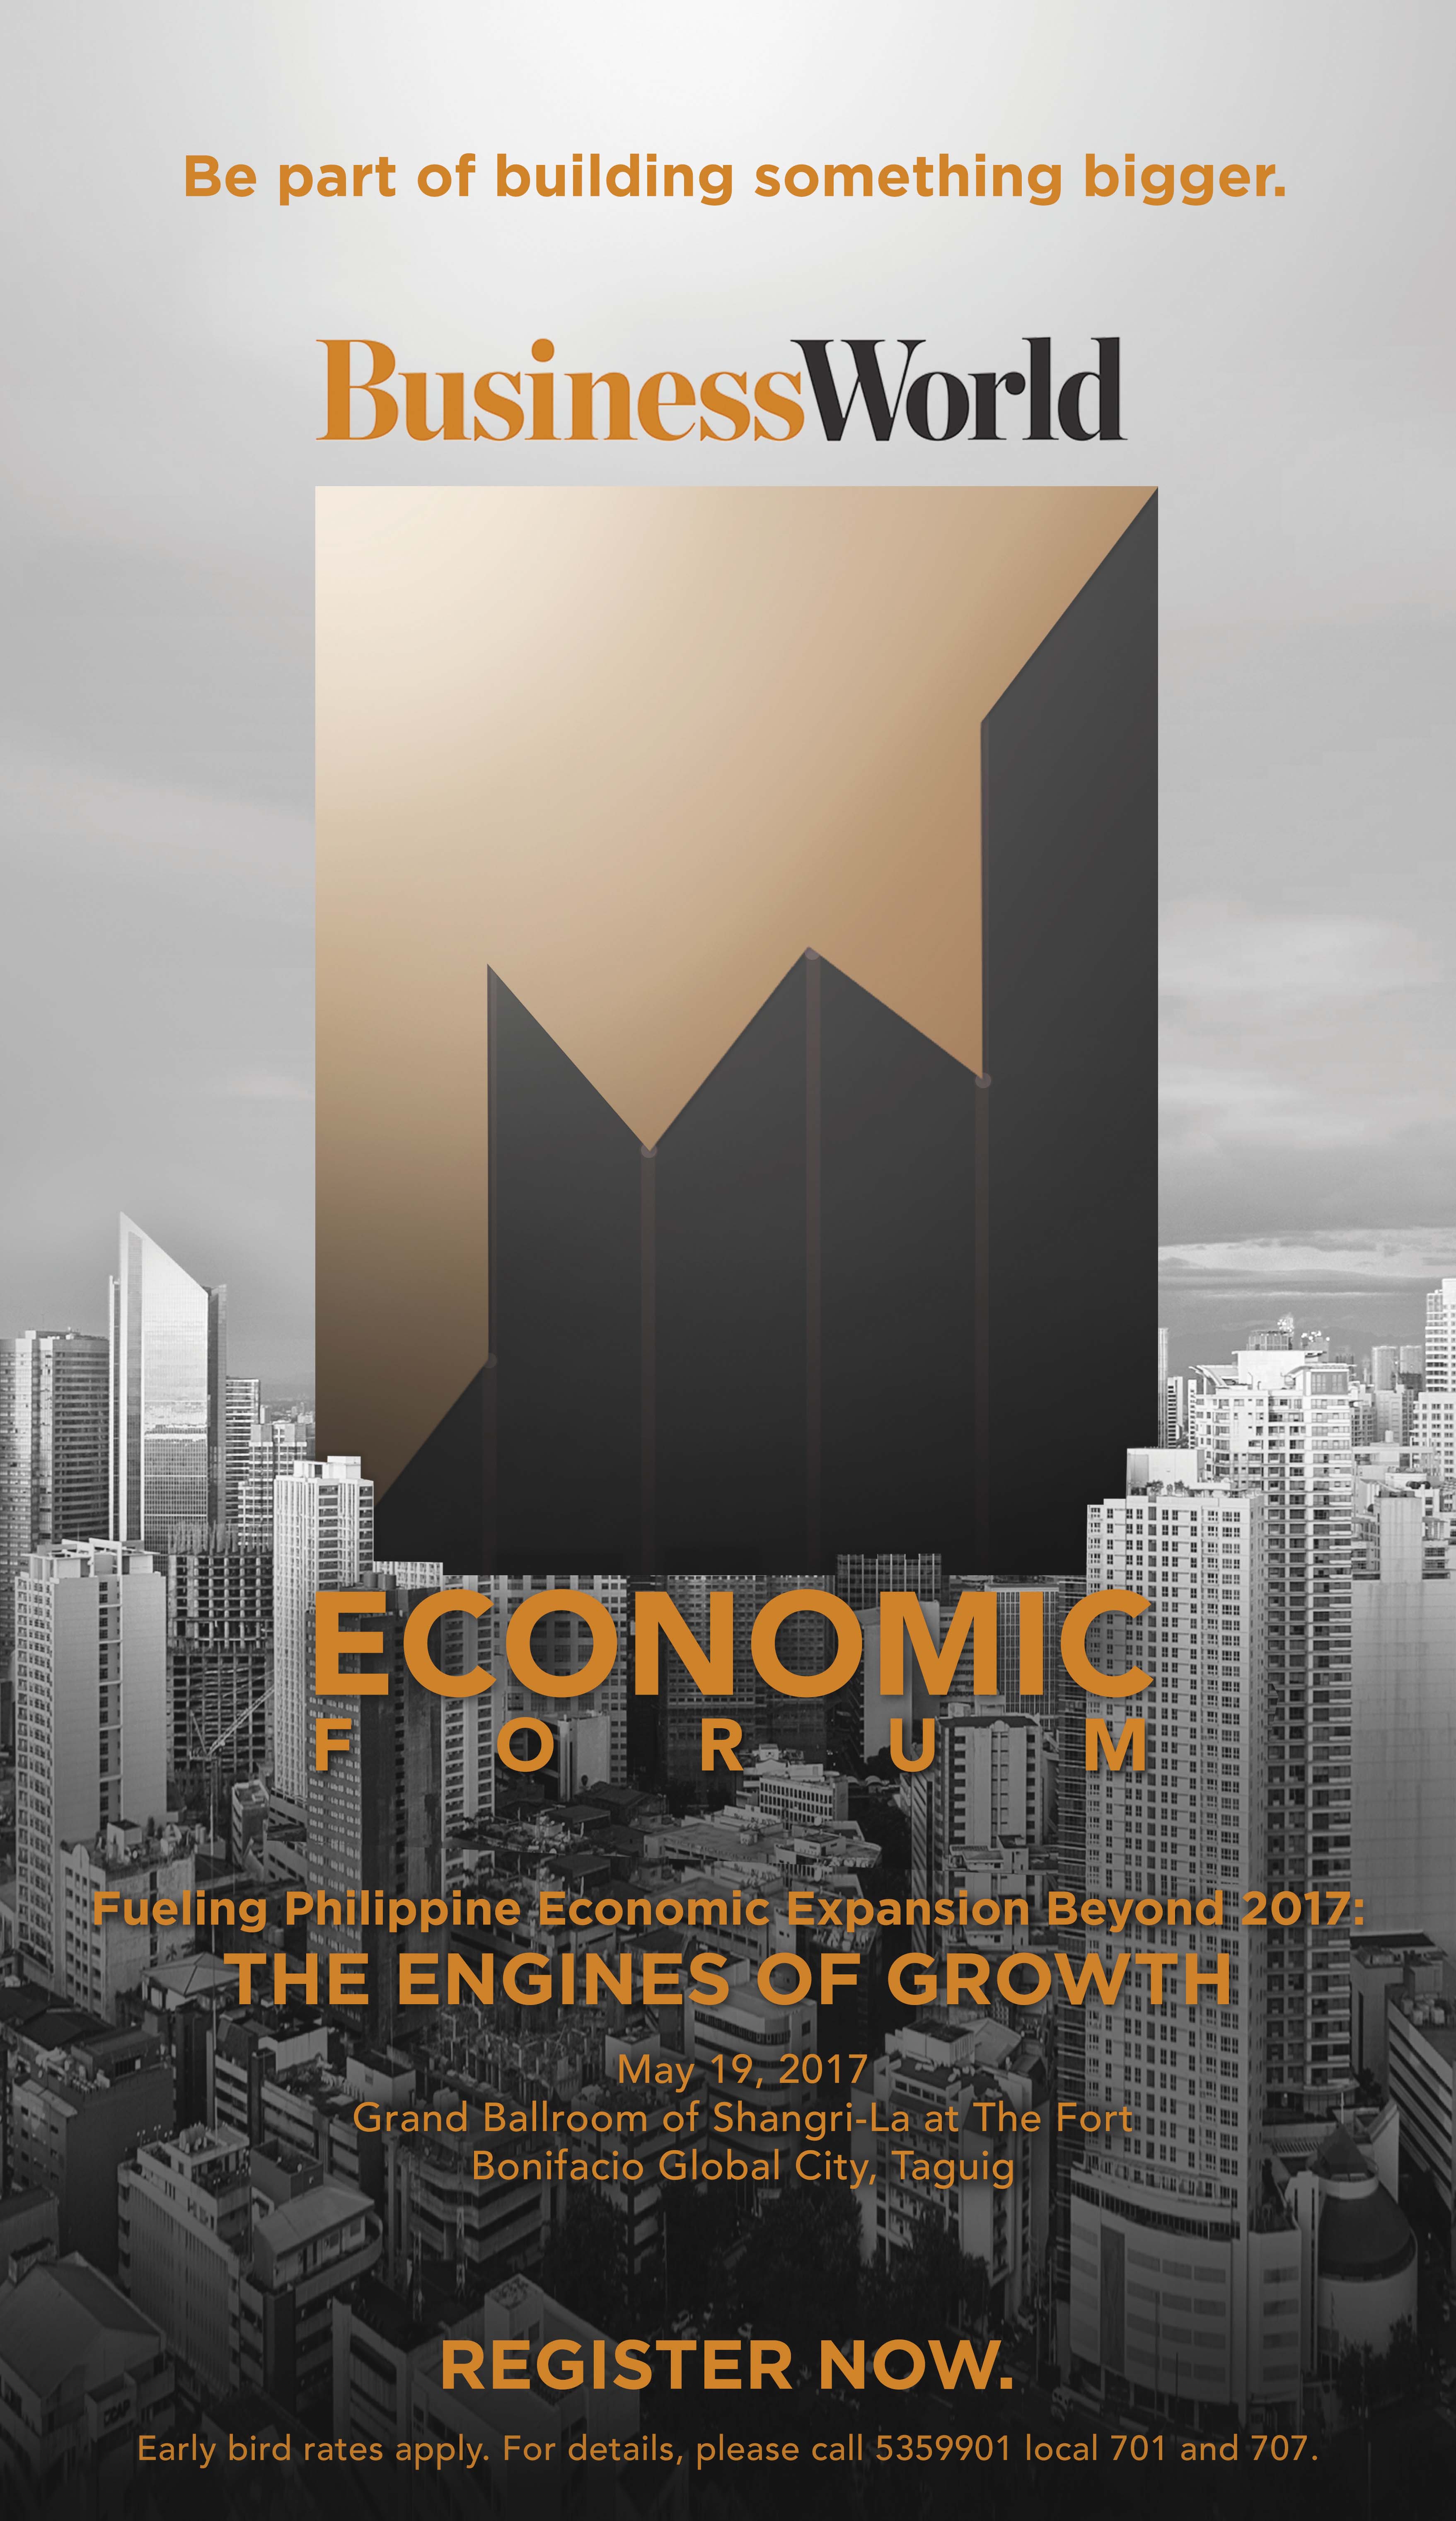 Be part of building something bigger.
BusinessWorld
ECONOMIC
FORUM
Fueling Philippine Economic Expansion Beyond 2017:
THE ENGINES OF GROWTH
May 19, 2017
Grand Ballroom of Shangri-La at The Fort
Bonifacio Global City, Taguig
REGISTER NOW.
Early bird rates apply. For details, please call 5359901 local 701 and 707.